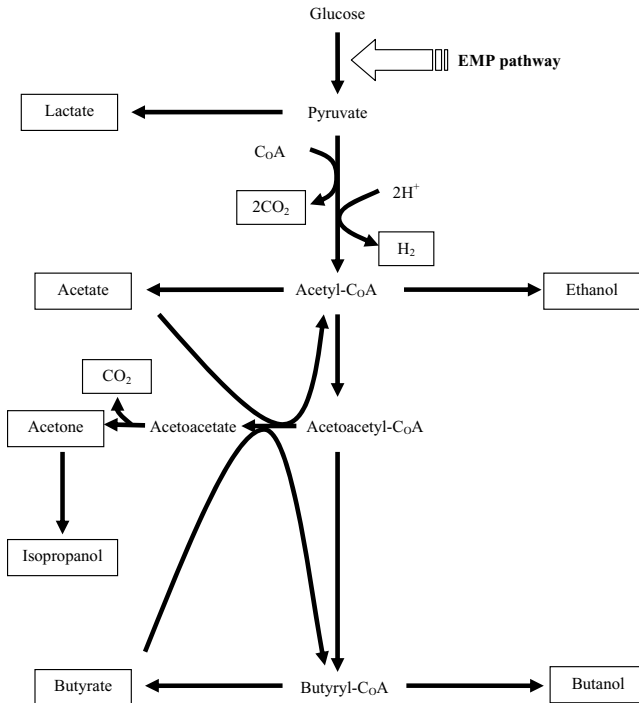 Glucose
EMP pathway
Lactate
Pyruvate
COA
2CO2
2H+
H2
Acetate
Acetyl-COA
Ethanol
CO2
Acetone
Acetoacetate
Acetoacetyl-COA
Isopropanol
Butyrate
Butyryl-COA
Butanol